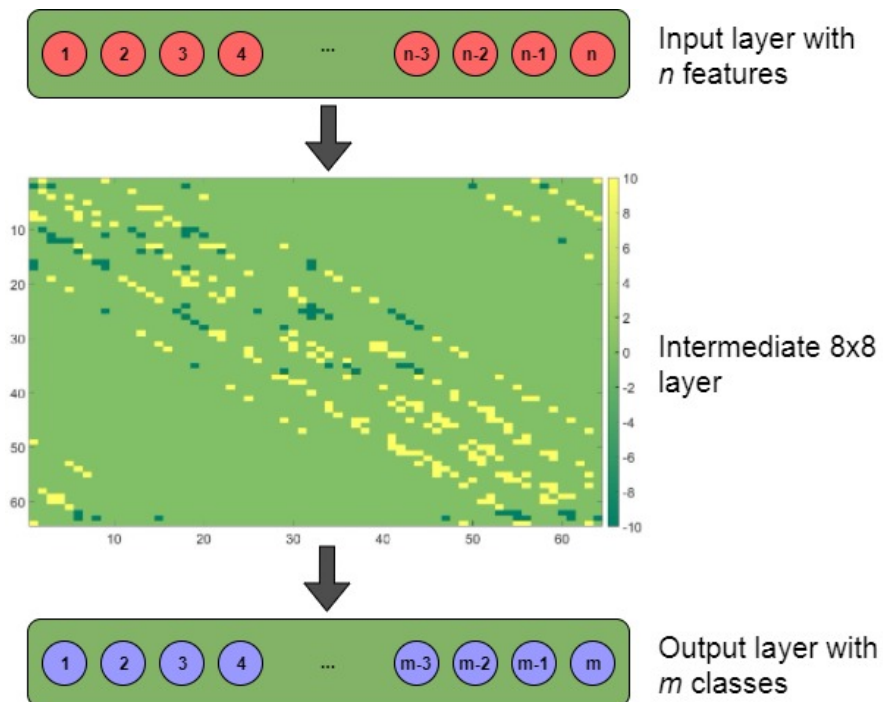 1 2 3 4 ... n-3 n-2 n-1 n
Input layer with
n features
10
8
6
4
2
0
-2
-4
-6
-8
-10
10
20
30
40
50
60
10 20 30 40 50 60
Intermediate 8x8
layer
1 2 3 4 ... m-3 m-2 m-1 m
Output layer with
m classes